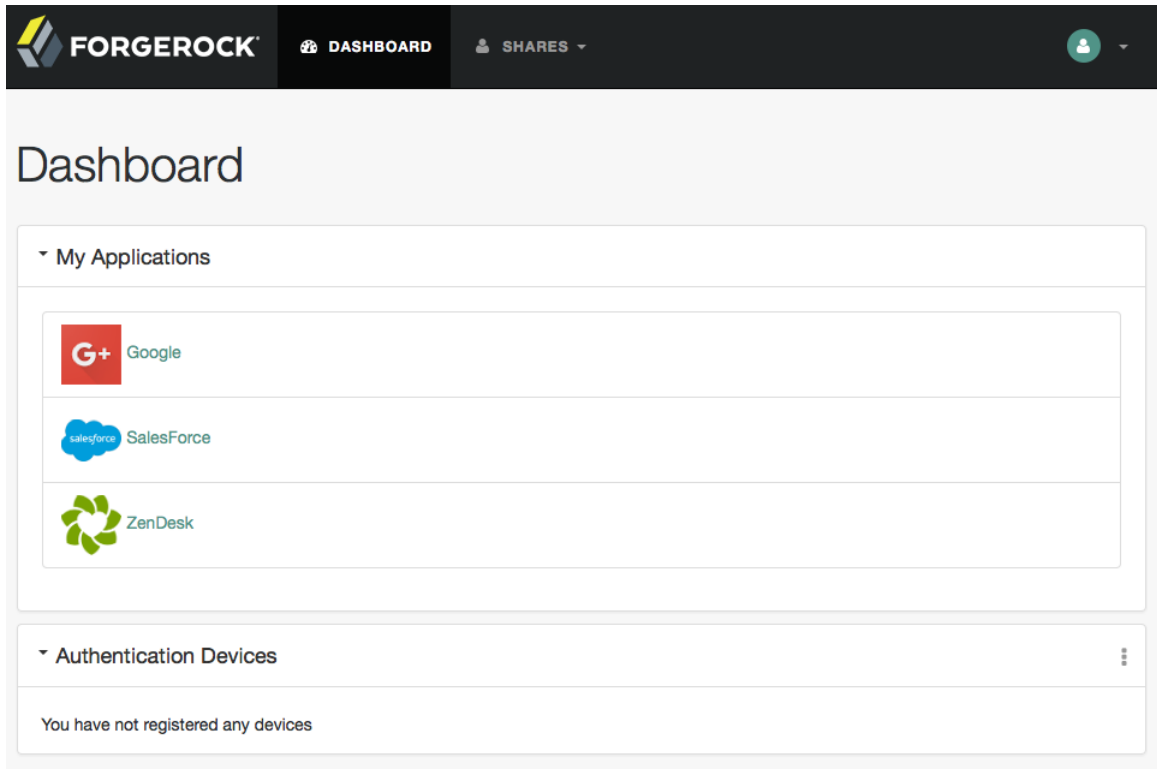 FORGEROCK DASHBOARD SHARES
Dashboard
My Applications
G+ Google
salesforce SalesForce
ZenDesk
Authentication Devices
You have not registered any devices